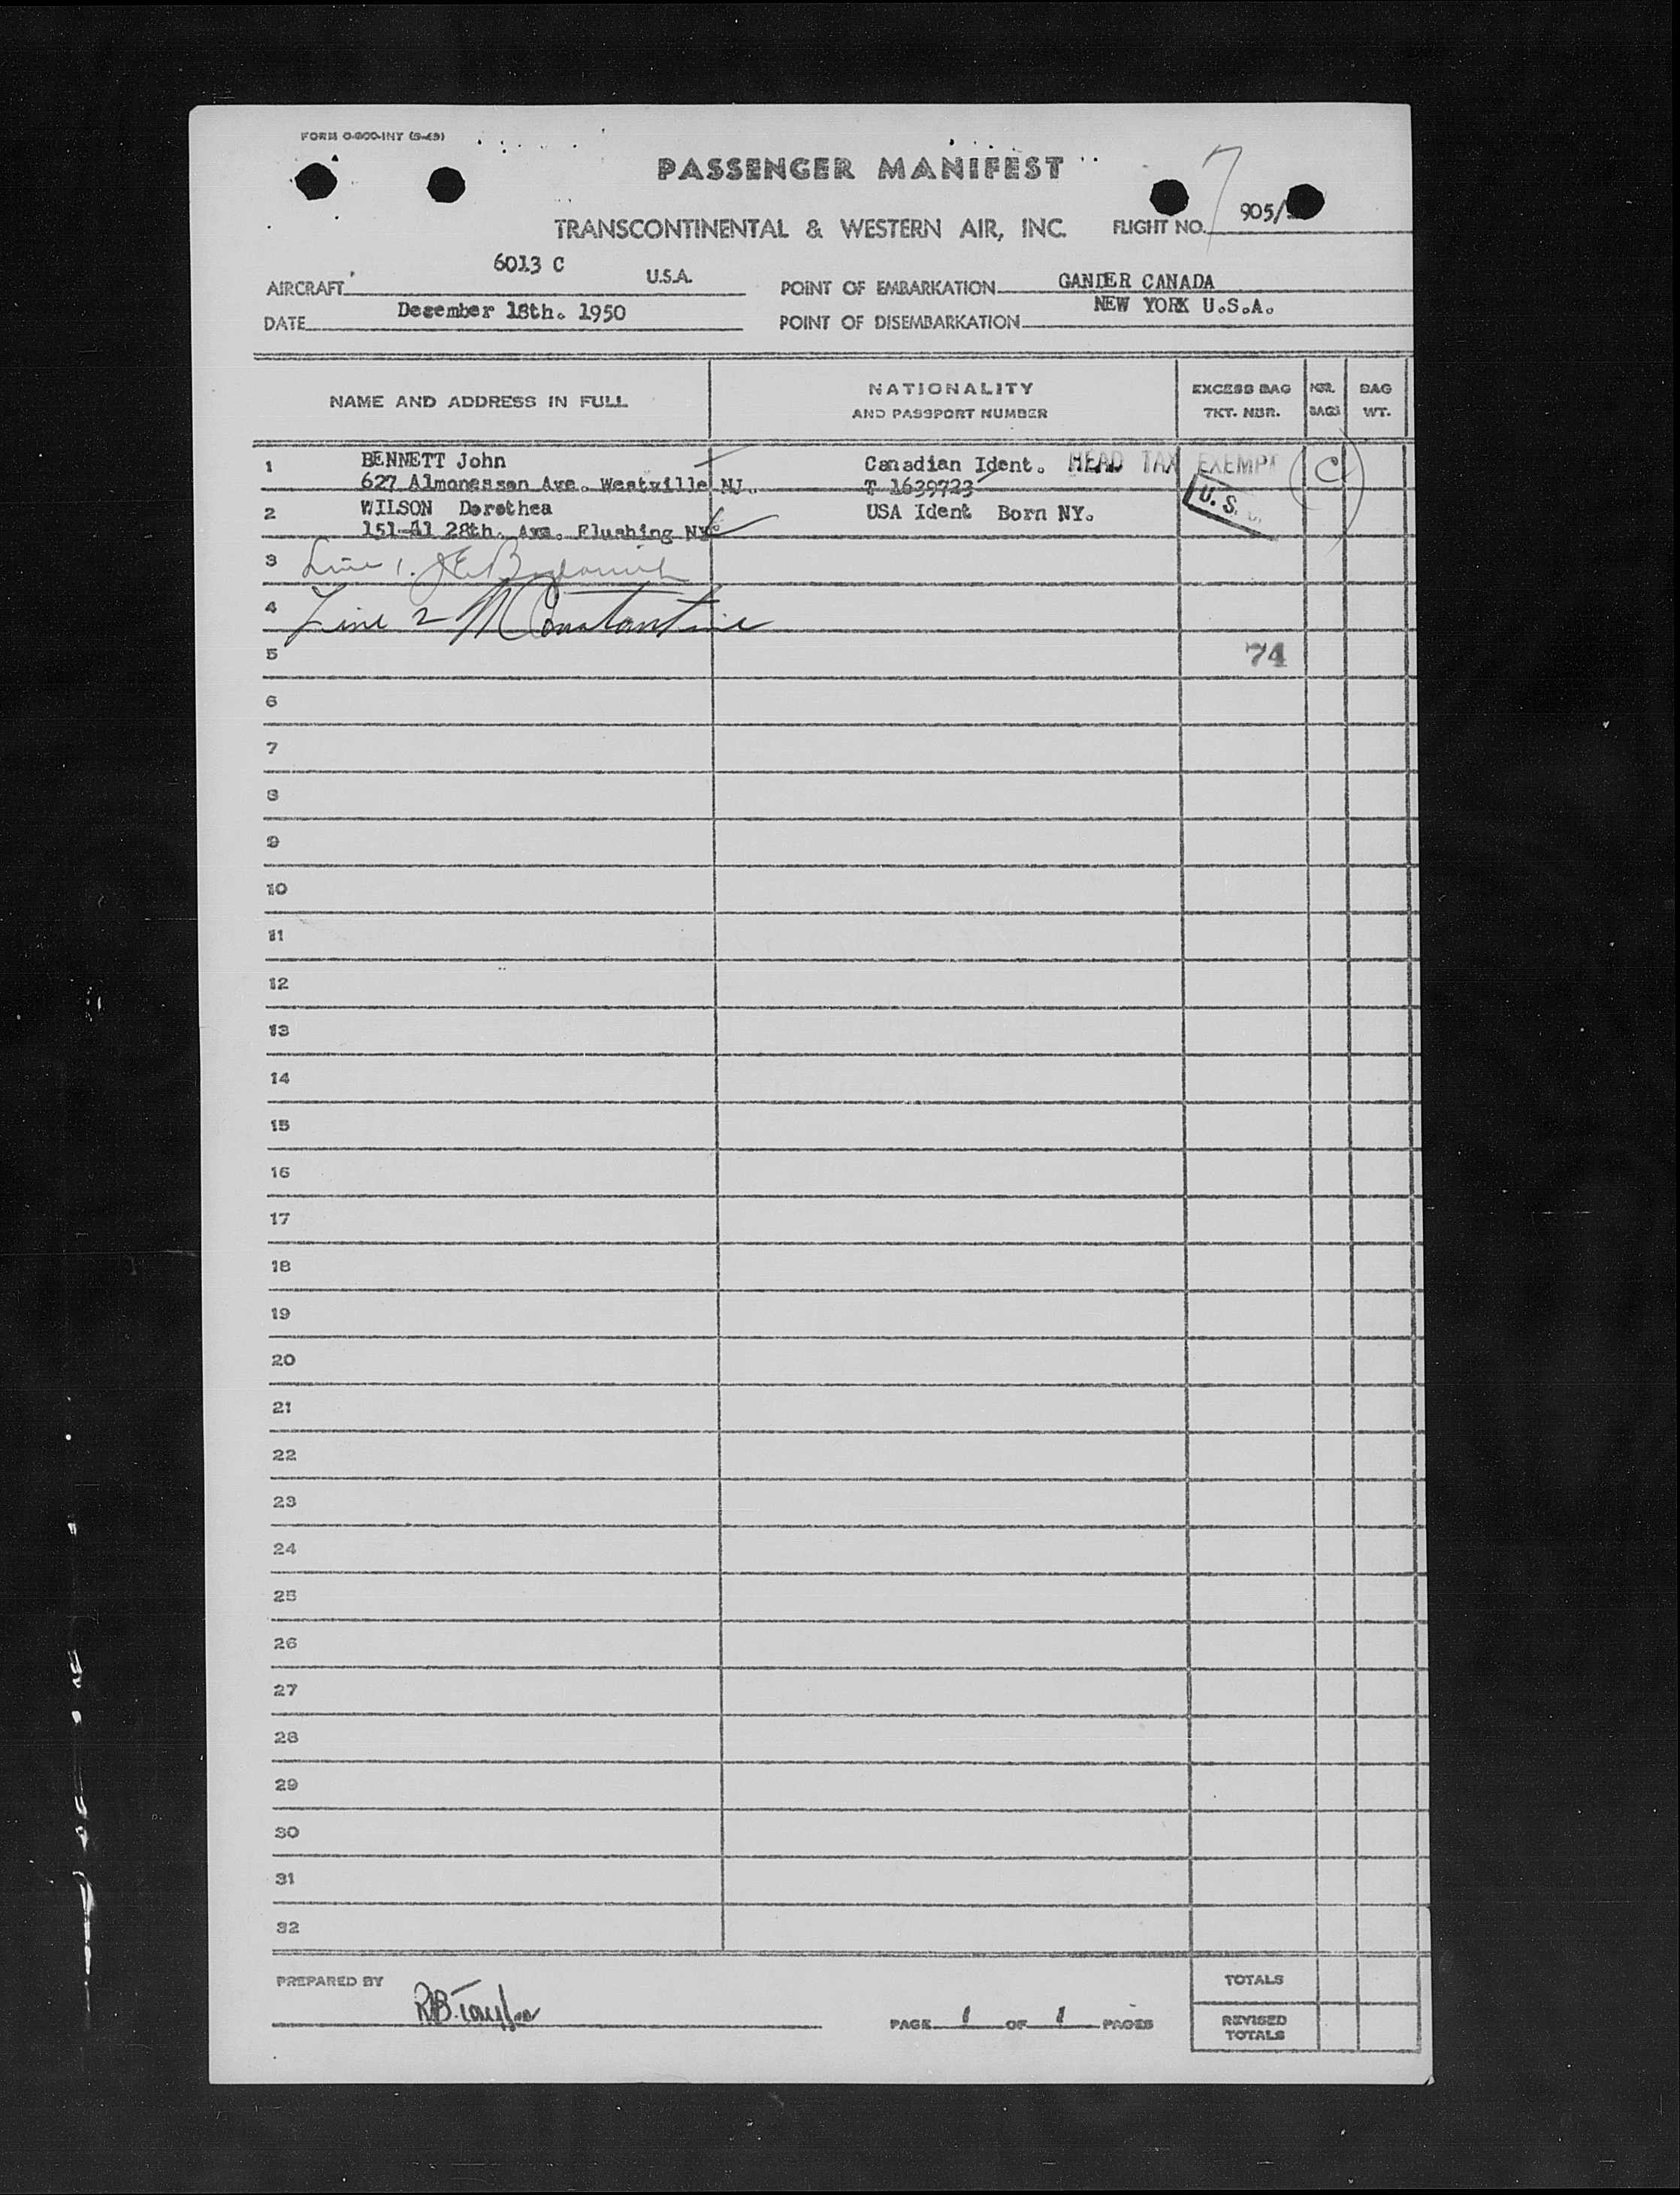 FORM O-800-INT (5-49)
PASSENGER MANIFEST
TRANSCONTINENTAL & WESTERN AIR, INC.
FLIGHT NO. 905/
AIRCRAFT 6013 C U.S.A.
POINT OF EMBARKATION GANDER CANADA
DATE December 18th. 1950
POINT OF DISEMBARKATION NEW YORK U.S.A.
NAME AND ADDRESS IN FULL
NATIONALITY
AND PASSPORT NUMBER
EXCESS BAG
TKT. NBR.
NBR.
BAGS
BAG
WT.
1 BENNETT John Canadian Ident. HEAD TAX EXEMPT C
627 Almonessen Ave. Westville NJ. T 1639723
U. S. C.
2 WILSON Dorothea USA Ident Born NY.
151-41 28th. Ave. Flushing NY.
3 Line 1.
4 Line 2 M Constantine
5 74
6
7
8
9
10
11
12
13
14
15
16
17
18
19
20
21
22
23
24
25
26
27
28
29
30
31
32
PREPARED BY R.B. Taylor
PAGE 1 OF 1 PAGES
TOTALS
REVISED
TOTALS